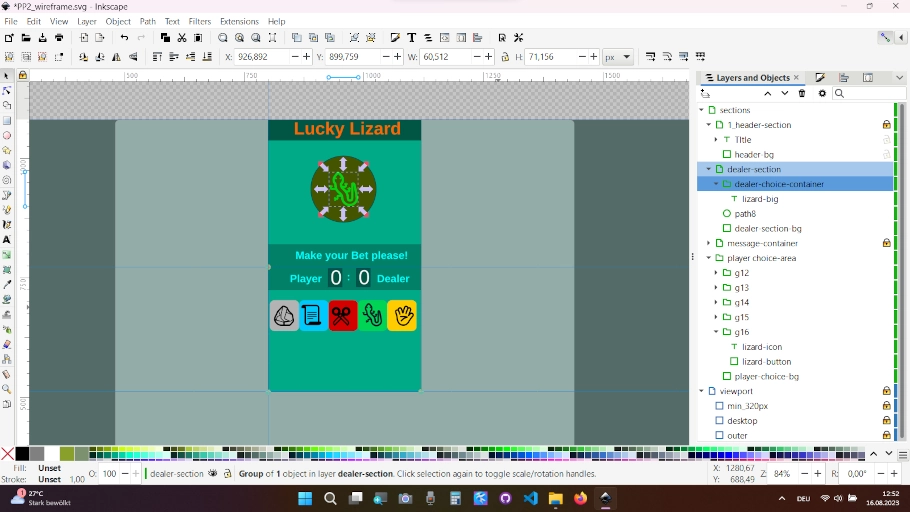 *PP2_wireframe.svg - Inkscape
File Edit View Layer Object Path Text Filters Extensions Help
X: 926,892 Y: 899,759 W: 60,512 H: 71,156 px
500 750 1000 1250 1500
Layers and Objects
sections
1_header-section
Title
header-bg
dealer-section
dealer-choice-container
lizard-big
path8
dealer-section-bg
message-container
player choice-area
g12
g13
g14
g15
g16
lizard-icon
lizard-button
player-choice-bg
viewport
min_320px
desktop
outer
Lucky Lizard
Make your Bet please!
Player 0 : 0 Dealer
Fill: Unset
Stroke: Unset 1,00
O: 100
dealer-section
Group of 1 object in layer dealer-section. Click selection again to toggle scale/rotation handles.
X: 1280,67
Y: 688,49
Z: 84%
R: 0,00°
1
27°C
Stark bewölkt
DEU
12:52
16.08.2023